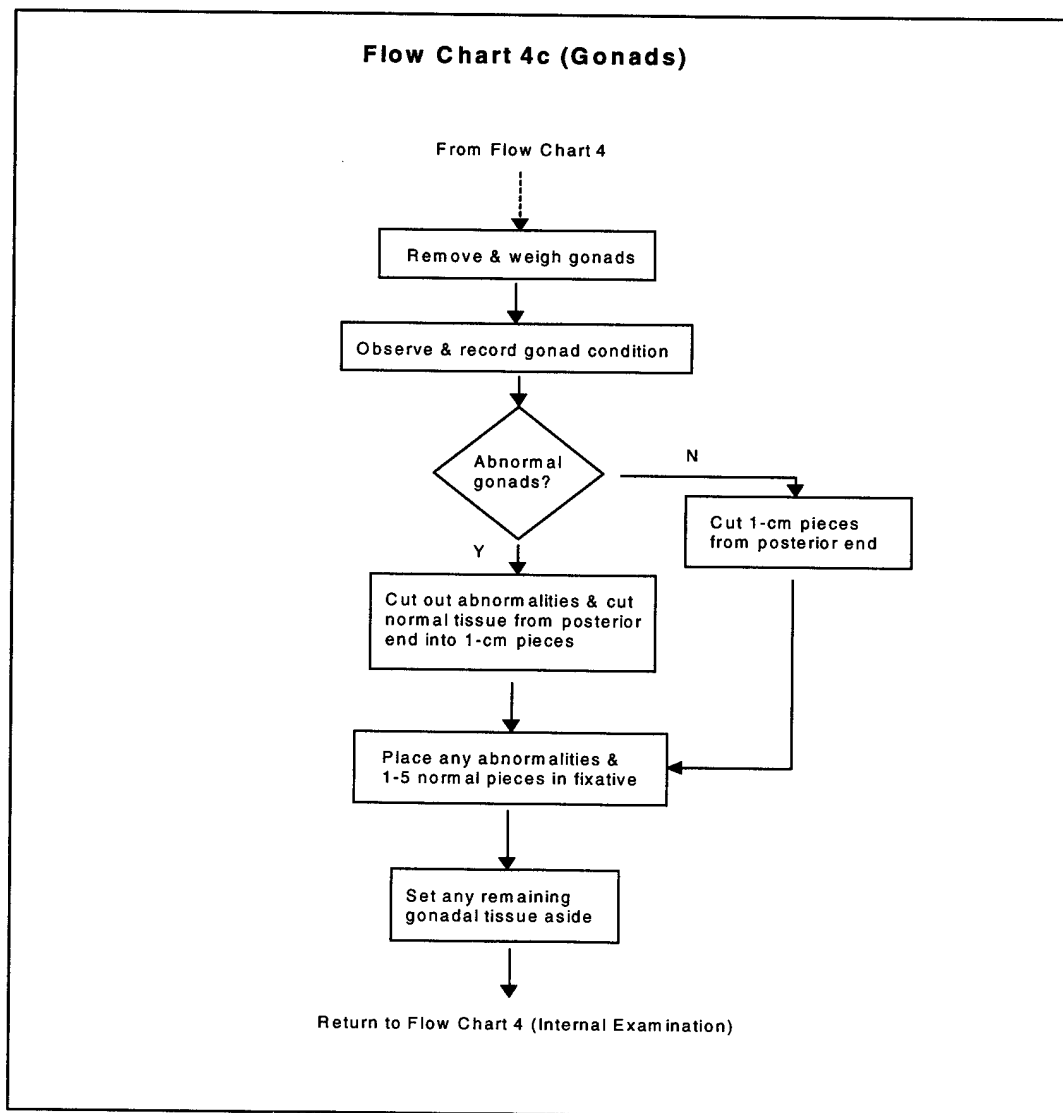 Flow Chart 4c (Gonads)
From Flow Chart 4
Remove & weigh gonads
Observe & record gonad condition
Abnormal
gonads?
N
Cut 1-cm pieces
from posterior end
Y
Cut out abnormalities & cut
normal tissue from posterior
end into 1-cm pieces
Place any abnormalities &
1-5 normal pieces in fixative
Set any remaining
gonadal tissue aside
Return to Flow Chart 4 (Internal Examination)